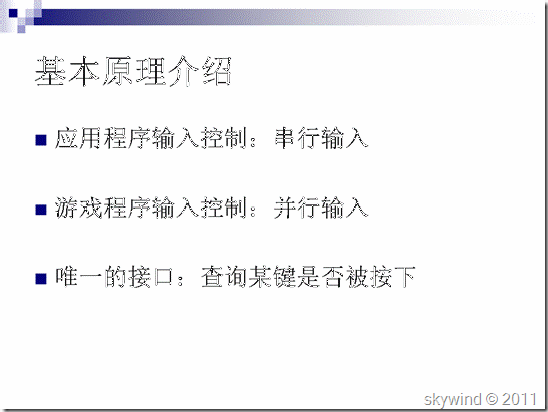 基本原理介绍
应用程序输入控制：串行输入
游戏程序输入控制：并行输入
唯一的接口：查询某键是否被按下
skywind © 2011